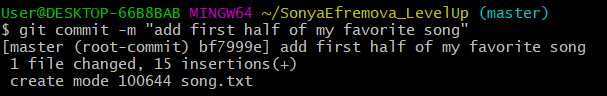 User@DESKTOP-66B8BAB MINGW64 ~/SonyaEfremova_LevelUp (master)
$ git commit -m "add first half of my favorite song"
[master (root-commit) bf7999e] add first half of my favorite song
 1 file changed, 15 insertions(+)
 create mode 100644 song.txt